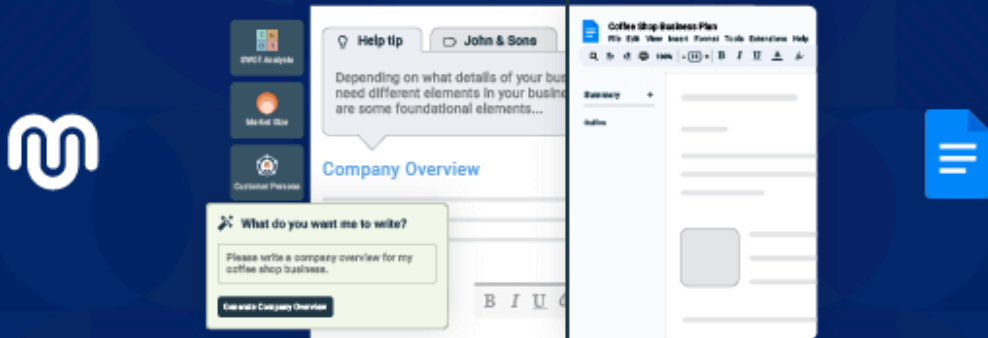 SWOT Analysis
Market Size
Customer Persona
Help tip
John & Sons
Depending on what details of your bus
need different elements in your busine
are some foundational elements...
Company Overview
What do you want me to write?
Please write a company overview for my
coffee shop business.
Generate Company Overview
B I U
Coffee Shop Business Plan
File Edit View Insert Format Tools Extensions Help
100% - 11 + B I U A
Summary +
Outline